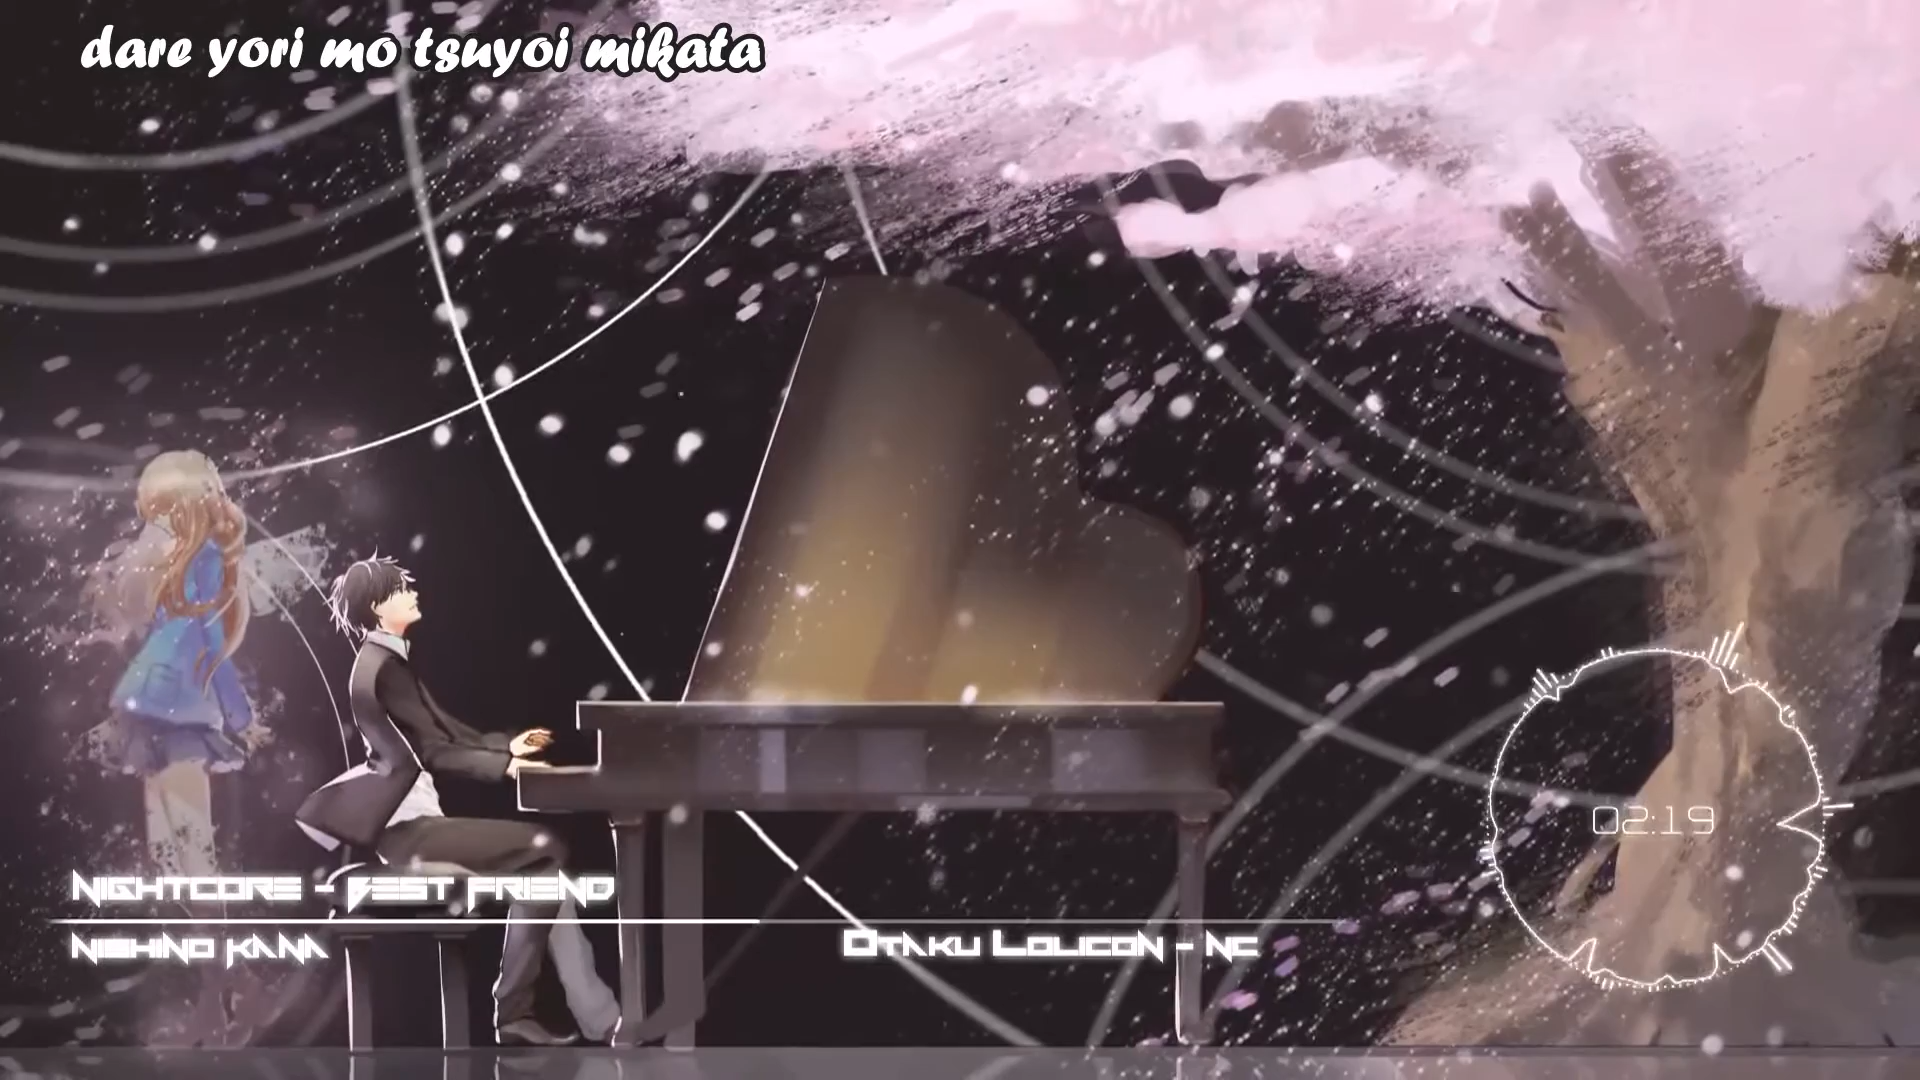 dare yori mo tsuyoi mikata
Nightcore - Best Friend
Nishino Kana
Otaku Lolicon - NC
02:19